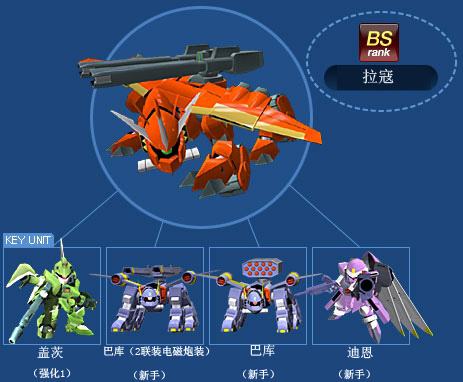 BS
rank
拉寇
KEY UNIT
盖茨
(强化1)
巴库(2联装电磁炮装)
(新手)
巴库
(新手)
迪恩
(新手)